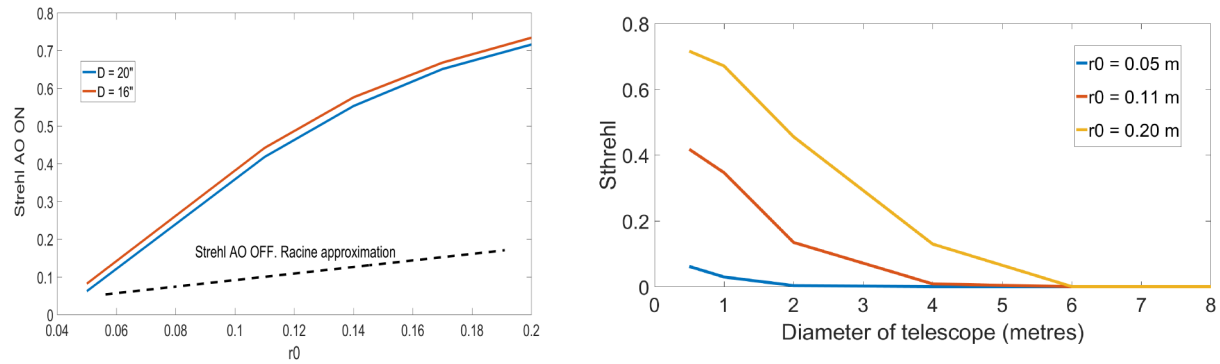 0.8
0.7
0.6
0.5
0.4
0.3
0.2
0.1
0
Strehl AO ON
D = 20"
D = 16"
Strehl AO OFF. Racine approximation
0.04 0.06 0.08 0.1 0.12 0.14 0.16 0.18 0.2
r0
0.8
0.6
0.4
0.2
0
Sthrehl
r0 = 0.05 m
r0 = 0.11 m
r0 = 0.20 m
0 1 2 3 4 5 6 7 8
Diameter of telescope (metres)